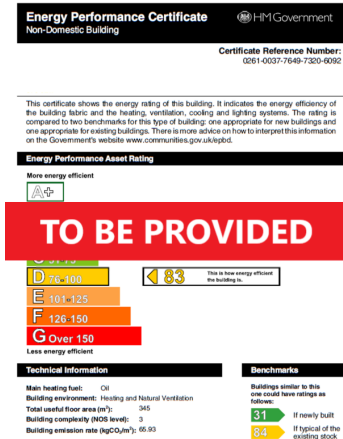 Energy Performance Certificate
HM Government
Non-Domestic Building
Certificate Reference Number:
0261-0037-7649-7320-6092
This certificate shows the energy rating of this building. It indicates the energy efficiency of
the building fabric and the heating, ventilation, cooling and lighting systems. The rating is
compared to two benchmarks for this type of building: one appropriate for new buildings and
one appropriate for existing buildings. There is more advice on how to interpret this information
on the Government's website www.communities.gov.uk/epbd.
Energy Performance Asset Rating
More energy efficient
A+
TO BE PROVIDED
D 76-100
83
This is how energy efficient
the building is.
E 101-125
F 126-150
G Over 150
Less energy efficient
Technical Information
Main heating fuel: Oil
Building environment: Heating and Natural Ventilation
Total useful floor area (m²): 345
Building complexity (NOS level): 3
Building emission rate (kgCO₂/m²): 65.93
Benchmarks
Buildings similar to this
one could have ratings as
follows:
31 If newly built
84 If typical of the
existing stock